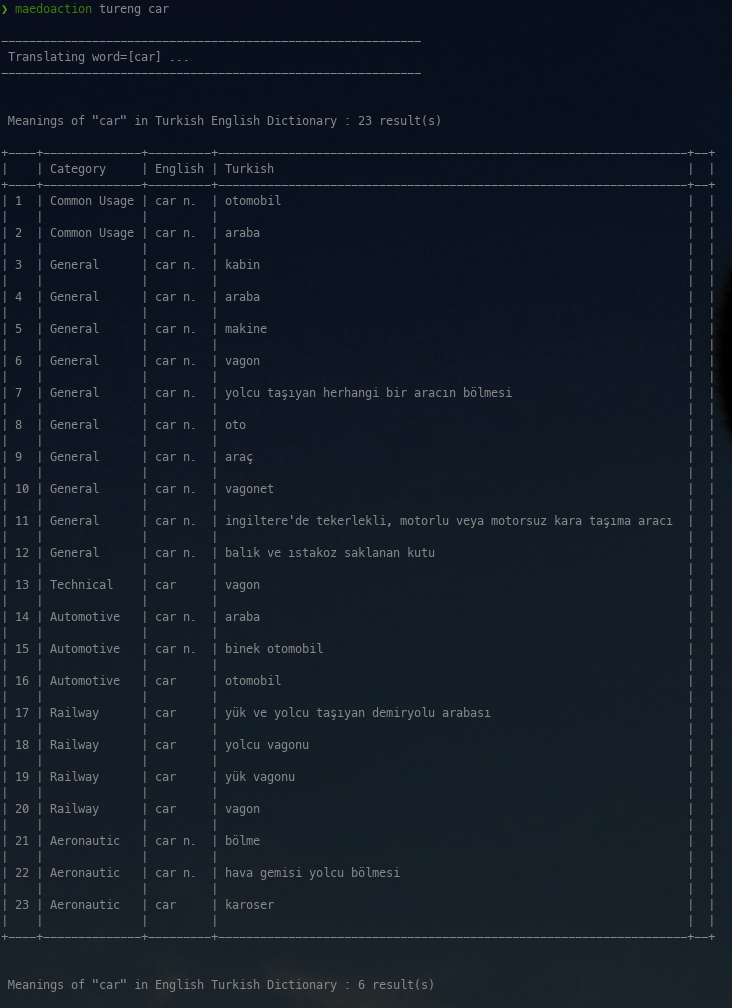 ❯ maedoaction tureng car
Translating word=[car] ...
Meanings of "car" in Turkish English Dictionary : 23 result(s)
| | Category | English | Turkish | |
| 1 | Common Usage | car n. | otomobil | |
| 2 | Common Usage | car n. | araba | |
| 3 | General | car n. | kabin | |
| 4 | General | car n. | araba | |
| 5 | General | car n. | makine | |
| 6 | General | car n. | vagon | |
| 7 | General | car n. | yolcu taşıyan herhangi bir aracın bölmesi | |
| 8 | General | car n. | oto | |
| 9 | General | car n. | araç | |
| 10 | General | car n. | vagonet | |
| 11 | General | car n. | ingiltere'de tekerlekli, motorlu veya motorsuz kara taşıma aracı | |
| 12 | General | car n. | balık ve ıstakoz saklanan kutu | |
| 13 | Technical | car | vagon | |
| 14 | Automotive | car n. | araba | |
| 15 | Automotive | car n. | binek otomobil | |
| 16 | Automotive | car | otomobil | |
| 17 | Railway | car | yük ve yolcu taşıyan demiryolu arabası | |
| 18 | Railway | car | yolcu vagonu | |
| 19 | Railway | car | yük vagonu | |
| 20 | Railway | car | vagon | |
| 21 | Aeronautic | car n. | bölme | |
| 22 | Aeronautic | car n. | hava gemisi yolcu bölmesi | |
| 23 | Aeronautic | car | karoser | |
Meanings of "car" in English Turkish Dictionary : 6 result(s)